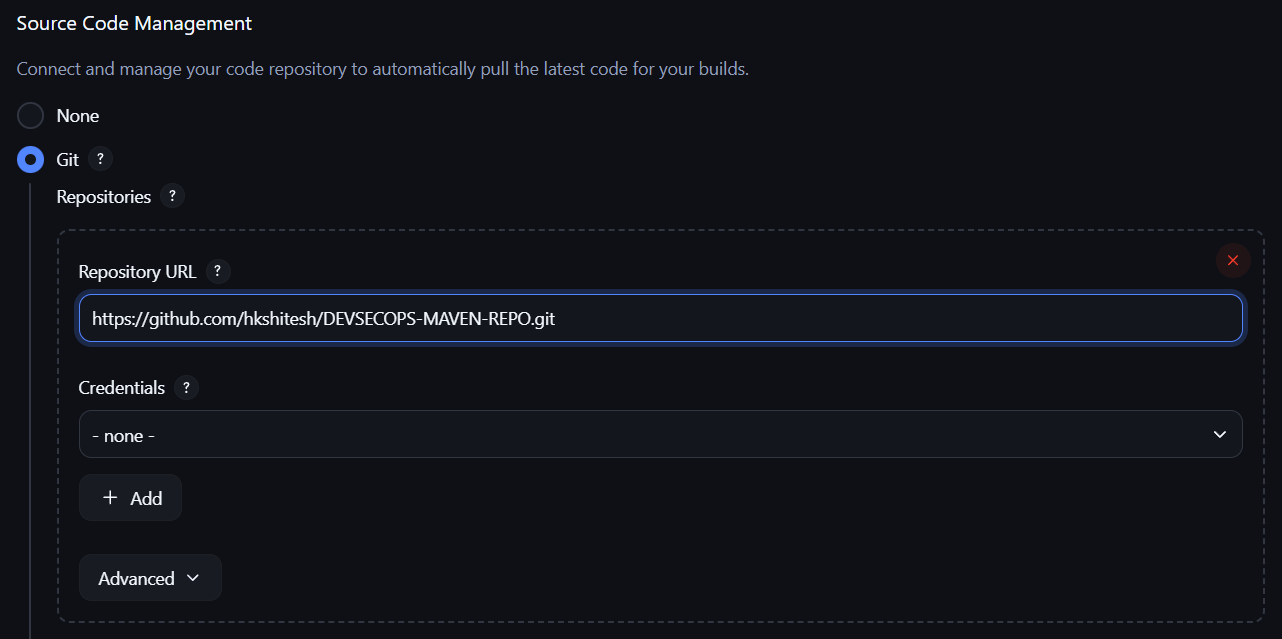 Source Code Management
Connect and manage your code repository to automatically pull the latest code for your builds.
None
Git ?
Repositories ?
Repository URL ?
https://github.com/hkshitesh/DEVSECOPS-MAVEN-REPO.git
Credentials ?
- none -
+ Add
Advanced